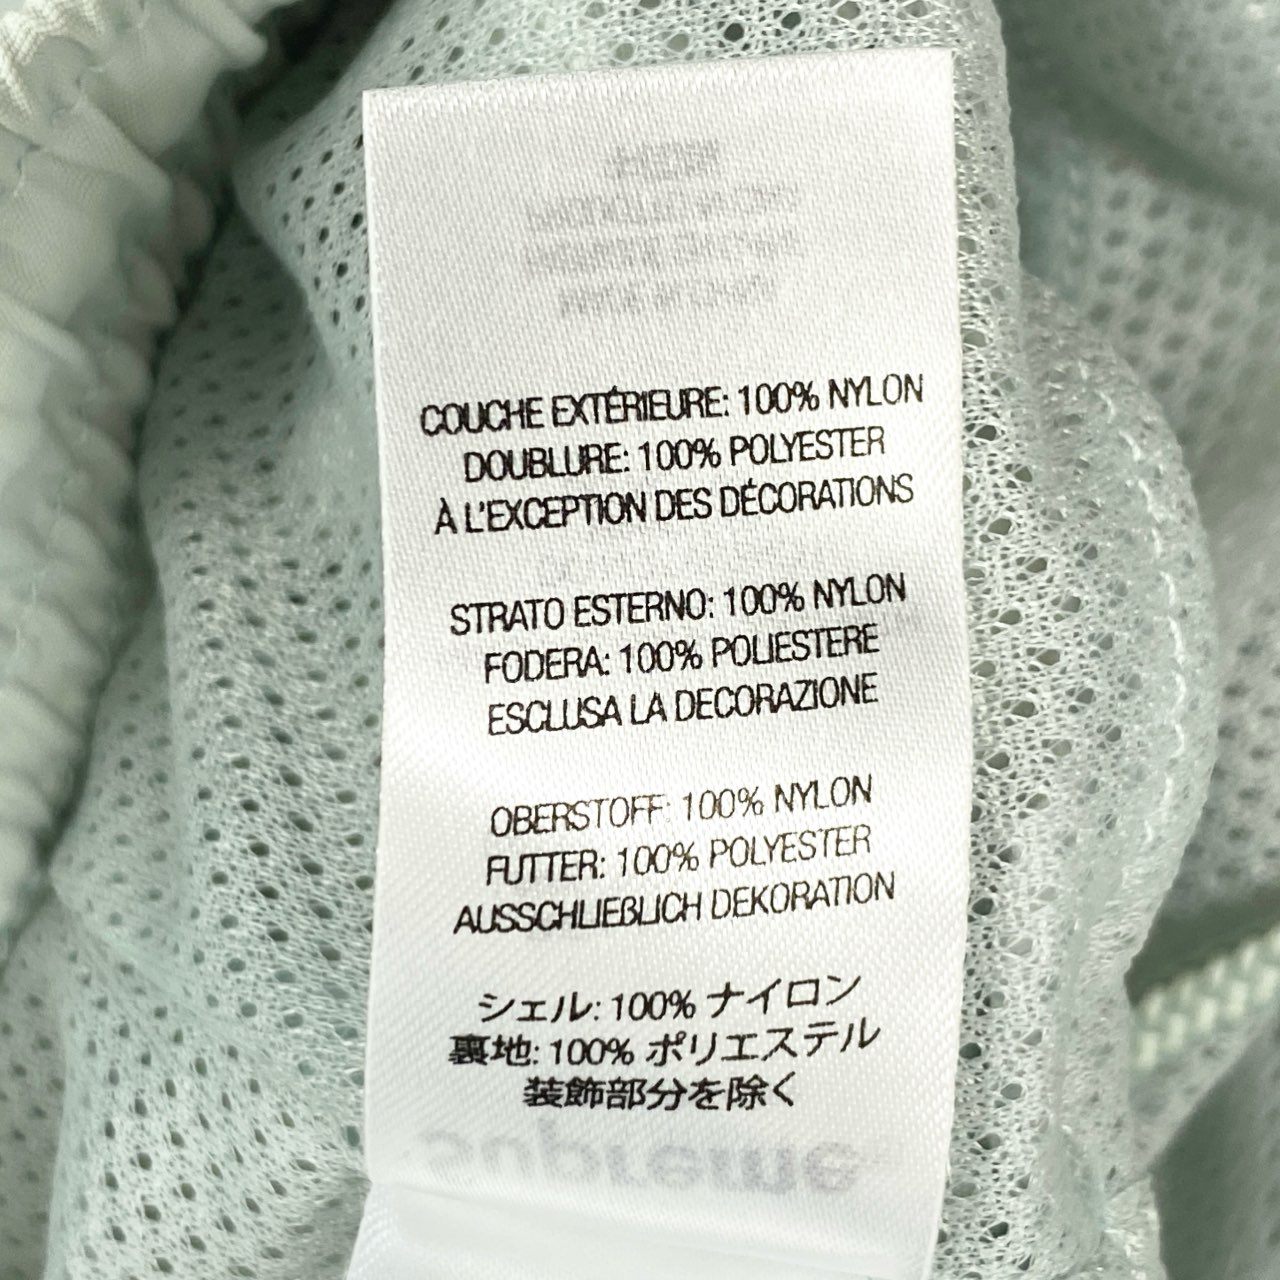 COUCHE EXTÉRIEURE: 100% NYLON
DOUBLURE: 100% POLYESTER
À L'EXCEPTION DES DÉCORATIONS
STRATO ESTERNO: 100% NYLON
FODERA: 100% POLIESTERE
ESCLUSA LA DECORAZIONE
OBERSTOFF: 100% NYLON
FUTTER: 100% POLYESTER
AUSSCHLIEßLICH DEKORATION
シェル: 100% ナイロン
裏地: 100% ポリエステル
装飾部分を除く
supreme